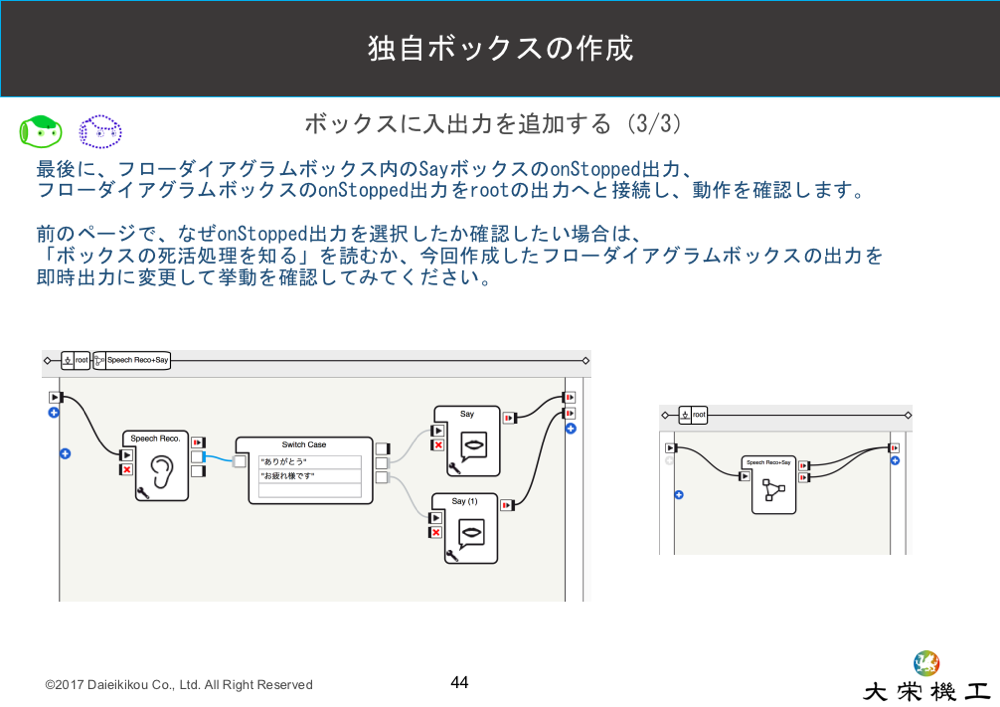 独自ボックスの作成
ボックスに入出力を追加する（3/3）
最後に、フローダイアグラムボックス内のSayボックスのonStopped出力、
フローダイアグラムボックスのonStopped出力をrootの出力へと接続し、動作を確認します。
前のページで、なぜonStopped出力を選択したか確認したい場合は、
「ボックスの死活処理を知る」を読むか、今回作成したフローダイアグラムボックスの出力を
即時出力に変更して挙動を確認してみてください。
root
Speech Reco+Say
Speech Reco.
Switch Case
"ありがとう"
"お疲れ様です"
Say
Say (1)
root
Speech Reco+Say
©2017 Daieikikou Co., Ltd. All Right Reserved
44
大栄機工